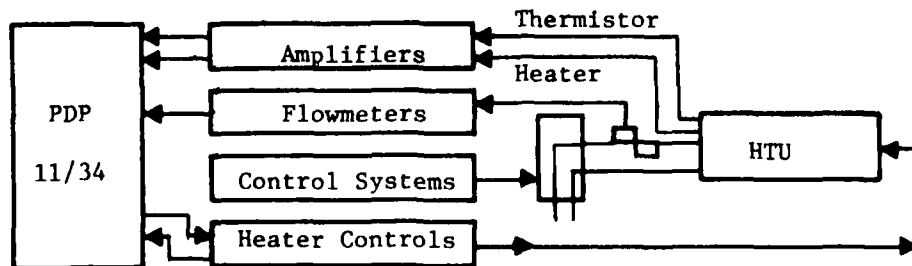 Thermistor
Amplifiers
Heater
PDP
11/34
Flowmeters
HTU
Control Systems
Heater Controls